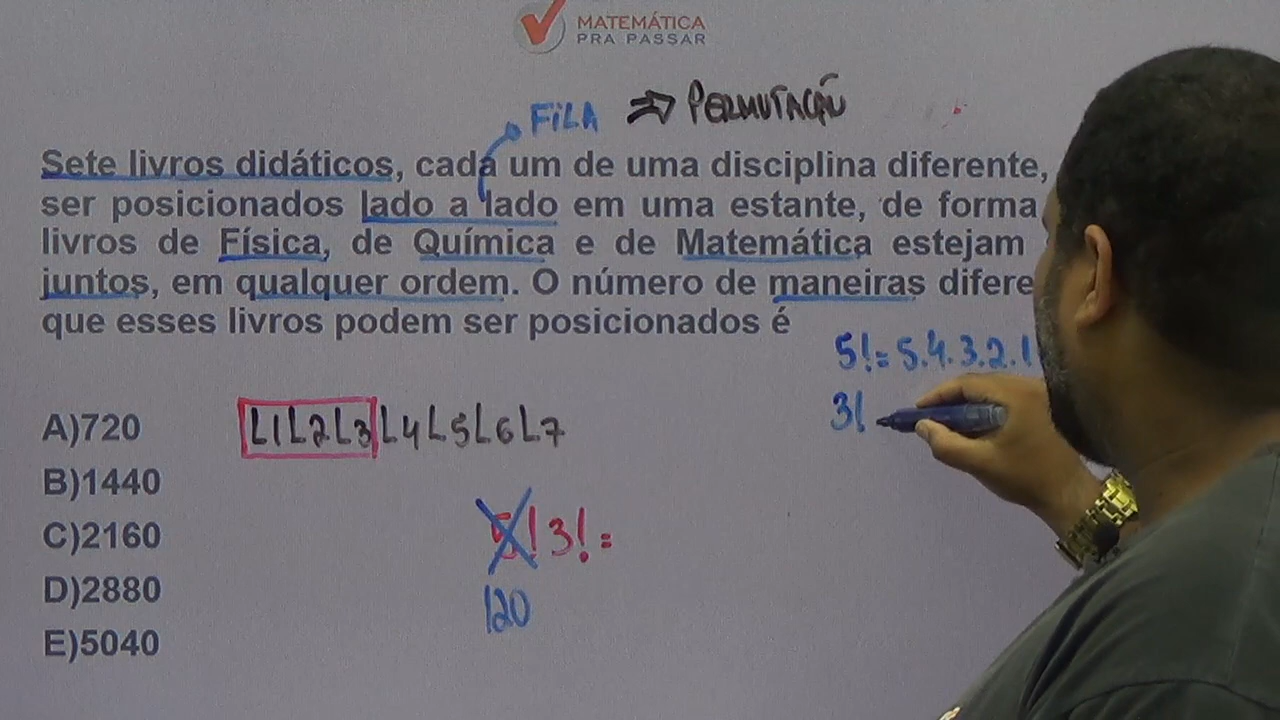 MATEMÁTICA
PRA PASSAR
FILA ⇒ PERMUTAÇÃO
Sete livros didáticos, cada um de uma disciplina diferente,
ser posicionados lado a lado em uma estante, de forma
livros de Física, de Química e de Matemática estejam
juntos, em qualquer ordem. O número de maneiras difere
que esses livros podem ser posicionados é
5!=5.4.3.2.1
3!
A)720
L1L2L3L4L5L6L7
B)1440
C)2160
5!3!=
D)2880
120
E)5040